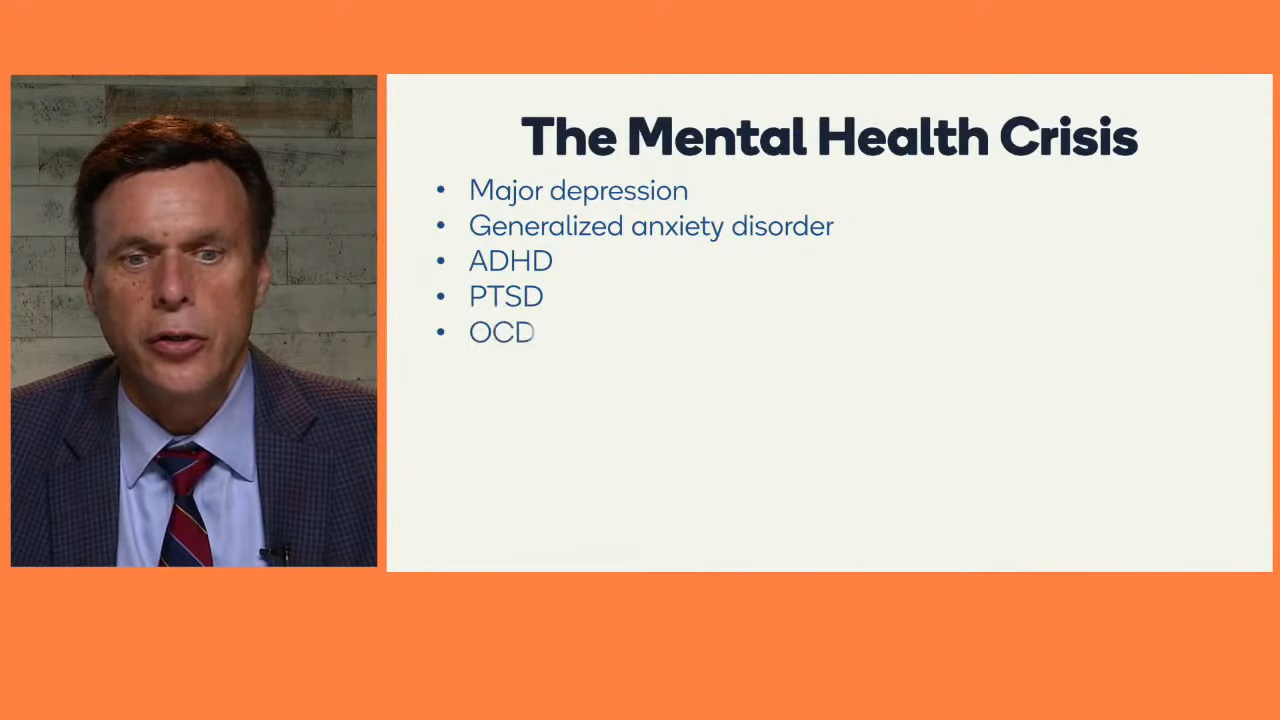 The Mental Health Crisis
• Major depression
• Generalized anxiety disorder
• ADHD
• PTSD
• OCD